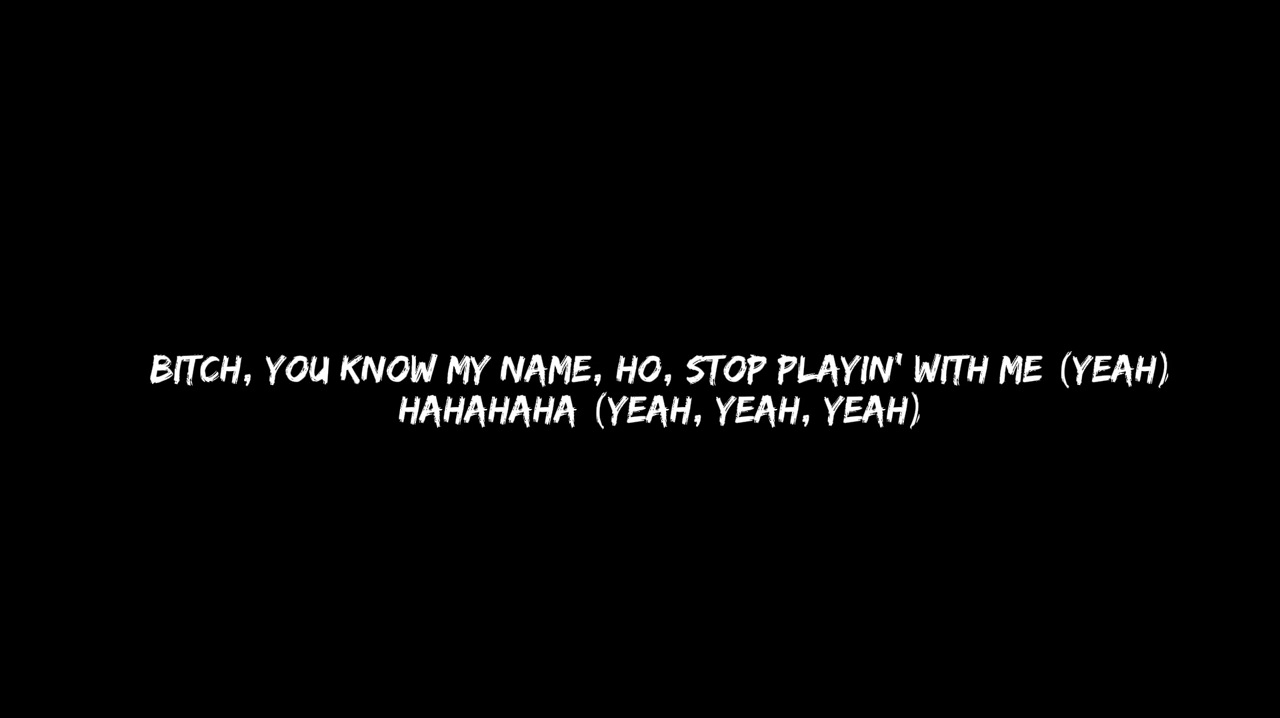 BITCH, YOU KNOW MY NAME, HO, STOP PLAYIN' WITH ME (YEAH)
HAHAHAHA (YEAH, YEAH, YEAH)